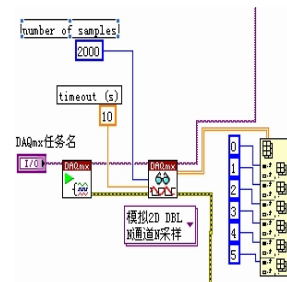 number of samples
2000
timeout (s)
10
DAQmx任务名
I/O
DAQmx
DAQmx
模拟2D DBL
N通道N采样
0
1
2
3
4
5